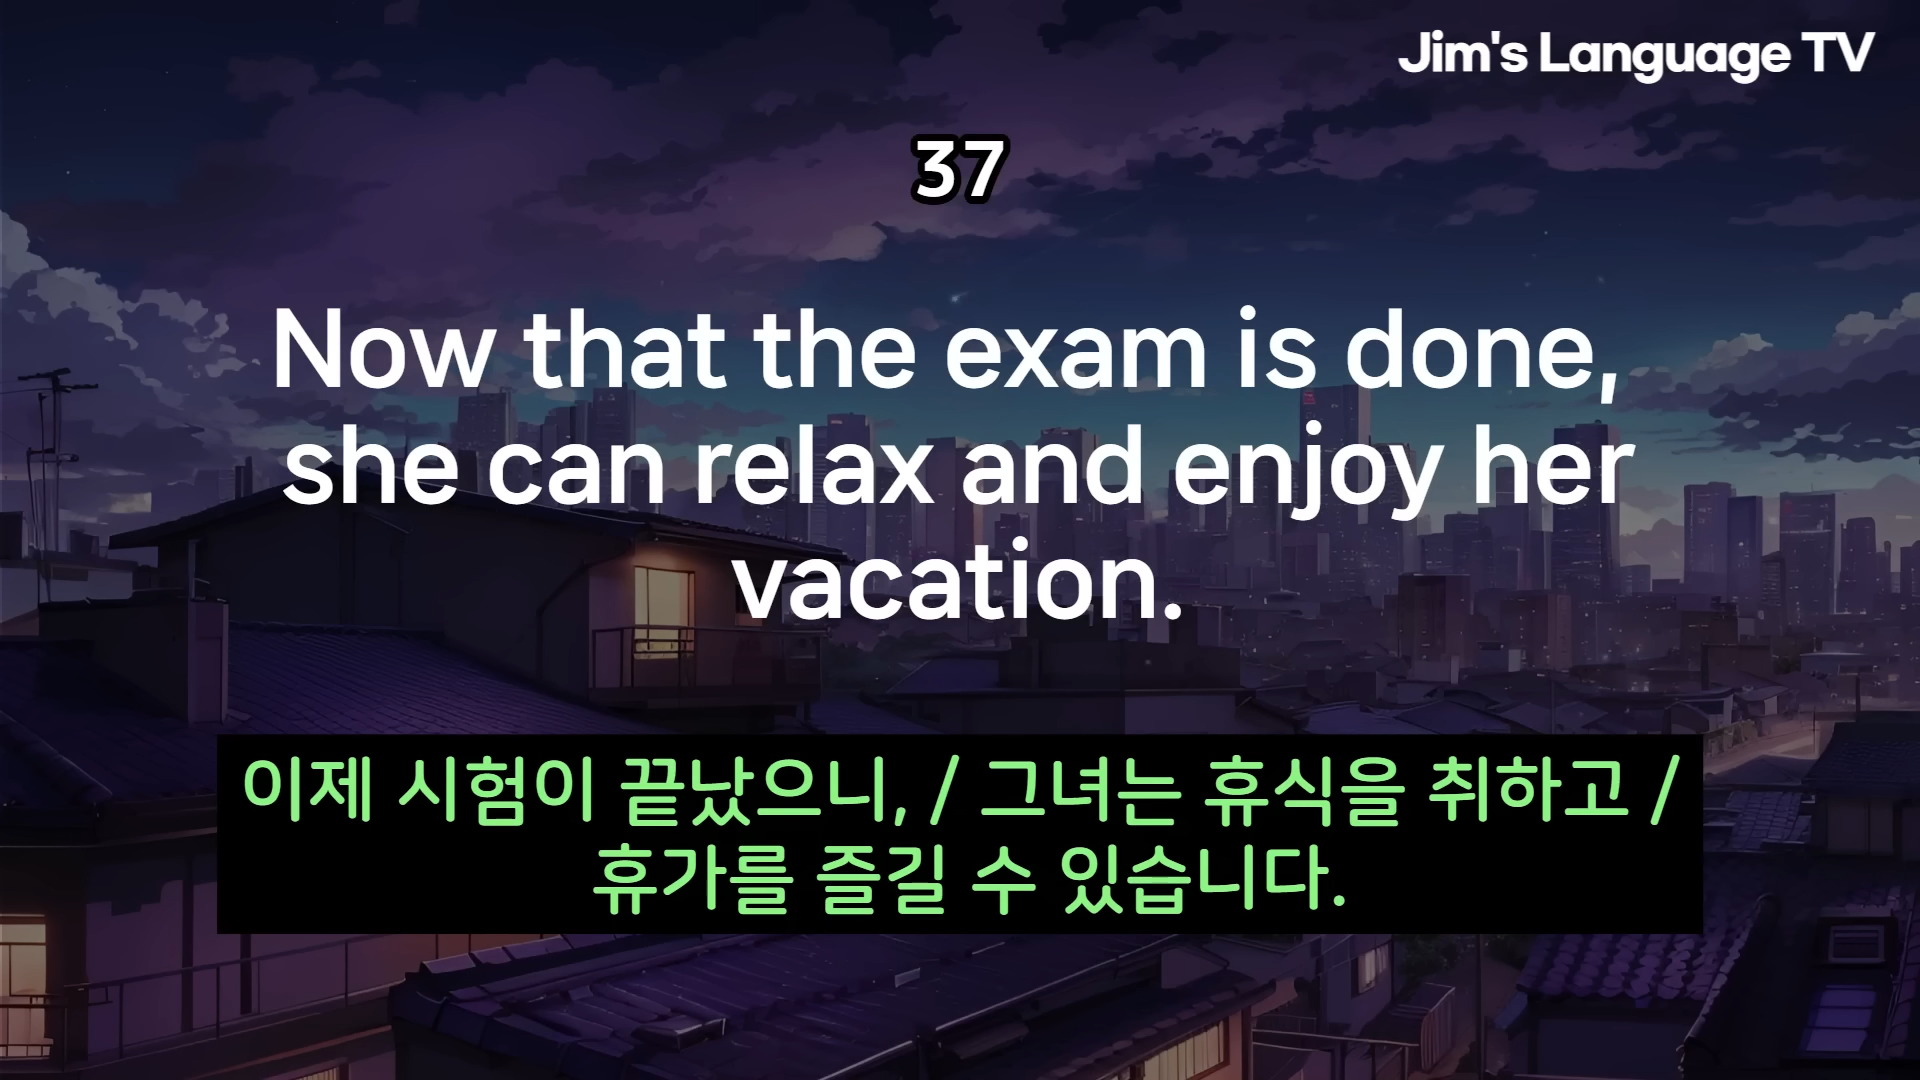 Jim's Language TV
37
Now that the exam is done,
she can relax and enjoy her
vacation.
이제 시험이 끝났으니, / 그녀는 휴식을 취하고 /
휴가를 즐길 수 있습니다.